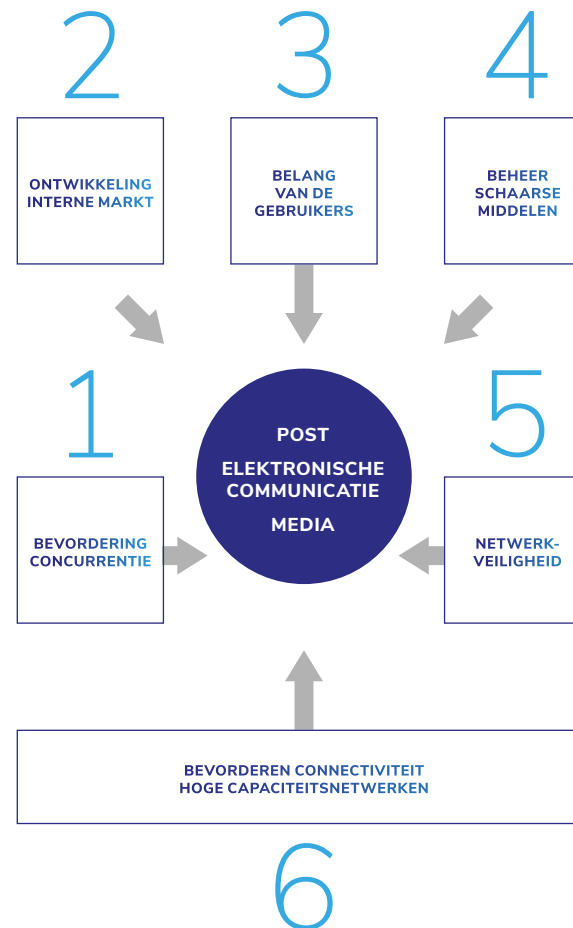 2
3
4
ONTWIKKELING
INTERNE MARKT
BELANG
VAN DE
GEBRUIKERS
BEHEER
SCHAARSE
MIDDELEN
1
5
POST
ELEKTRONISCHE
COMMUNICATIE
MEDIA
BEVORDERING
CONCURRENTIE
NETWERK-
VEILIGHEID
BEVORDEREN CONNECTIVITEIT
HOGE CAPACITEITSNETWERKEN
6